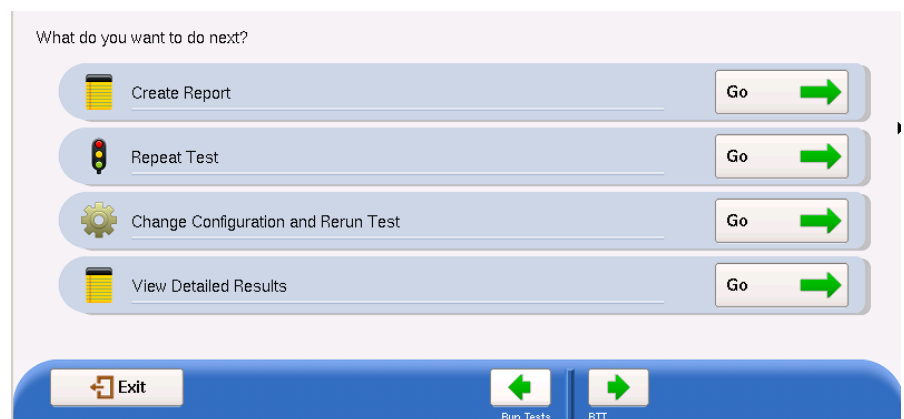 What do you want to do next?
Create Report
Go
Repeat Test
Go
Change Configuration and Rerun Test
Go
View Detailed Results
Go
Exit
Run Tests
RTT